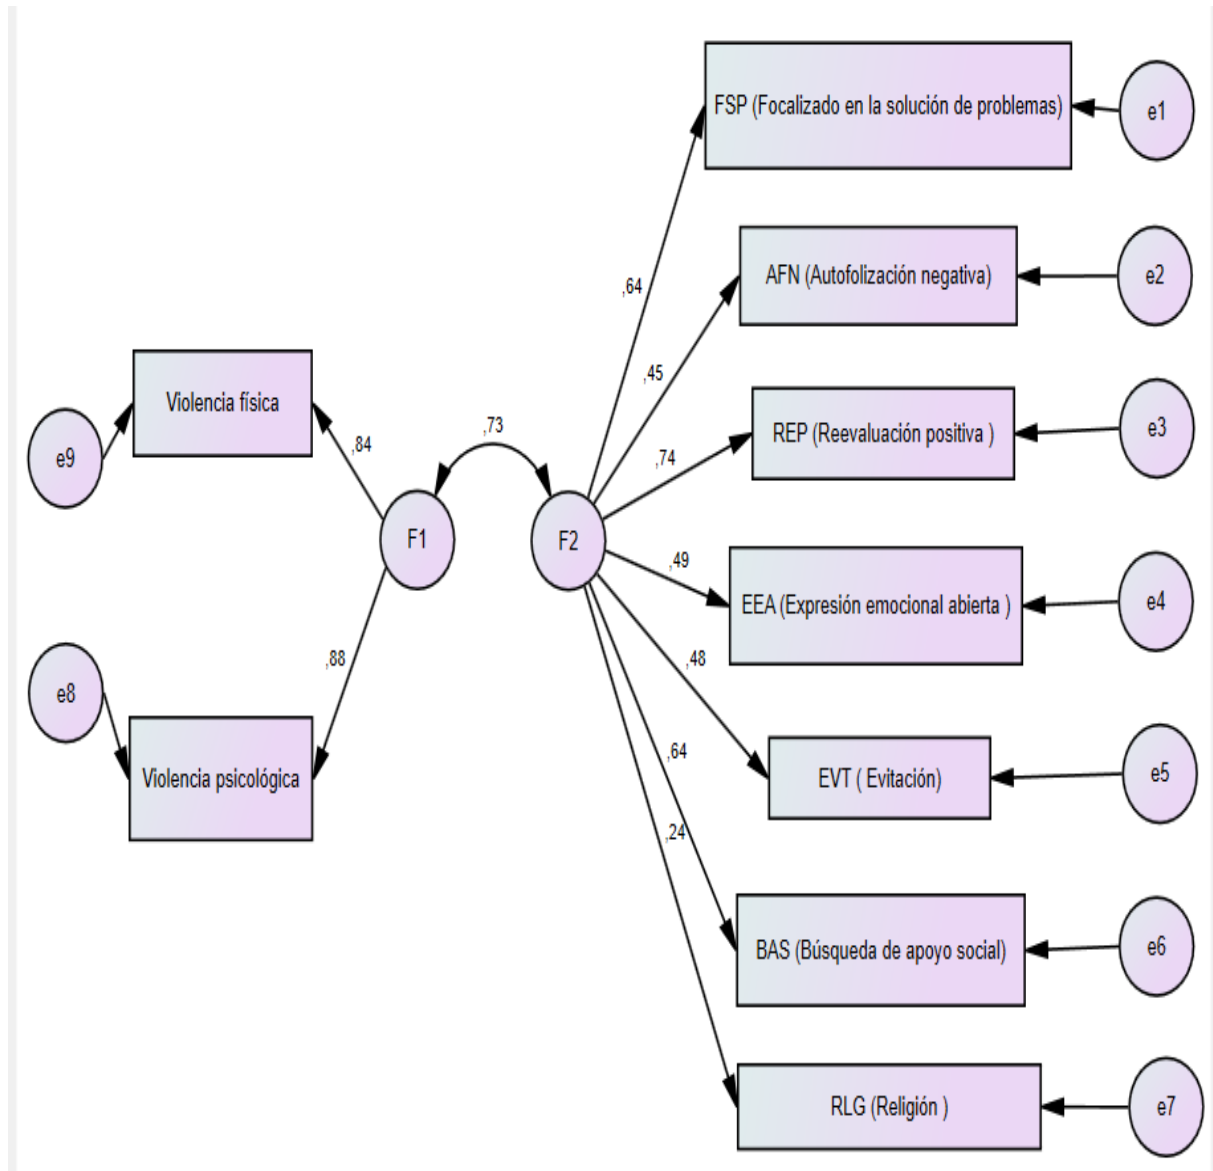 FSP (Focalizado en la solución de problemas)
e1
,64
AFN (Autofolización negativa)
e2
,45
Violencia física
REP (Reevaluación positiva )
e3
e9
,84
,73
,74
F1
F2
,49
EEA (Expresión emocional abierta )
e4
,88
,48
e8
Violencia psicológica
,64
EVT ( Evitación)
e5
,24
BAS (Búsqueda de apoyo social)
e6
RLG (Religión )
e7